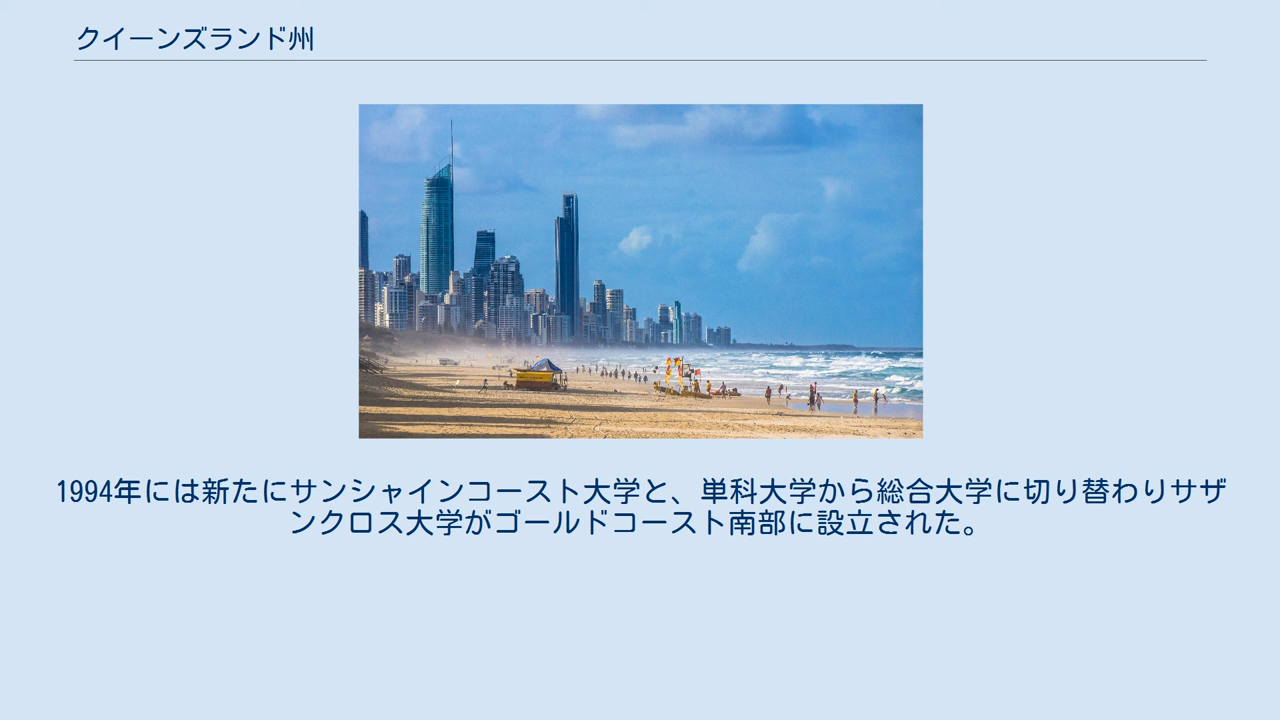 クイーンズランド州
1994年には新たにサンシャインコースト大学と、単科大学から総合大学に切り替わりサザ
ンクロス大学がゴールドコースト南部に設立された。